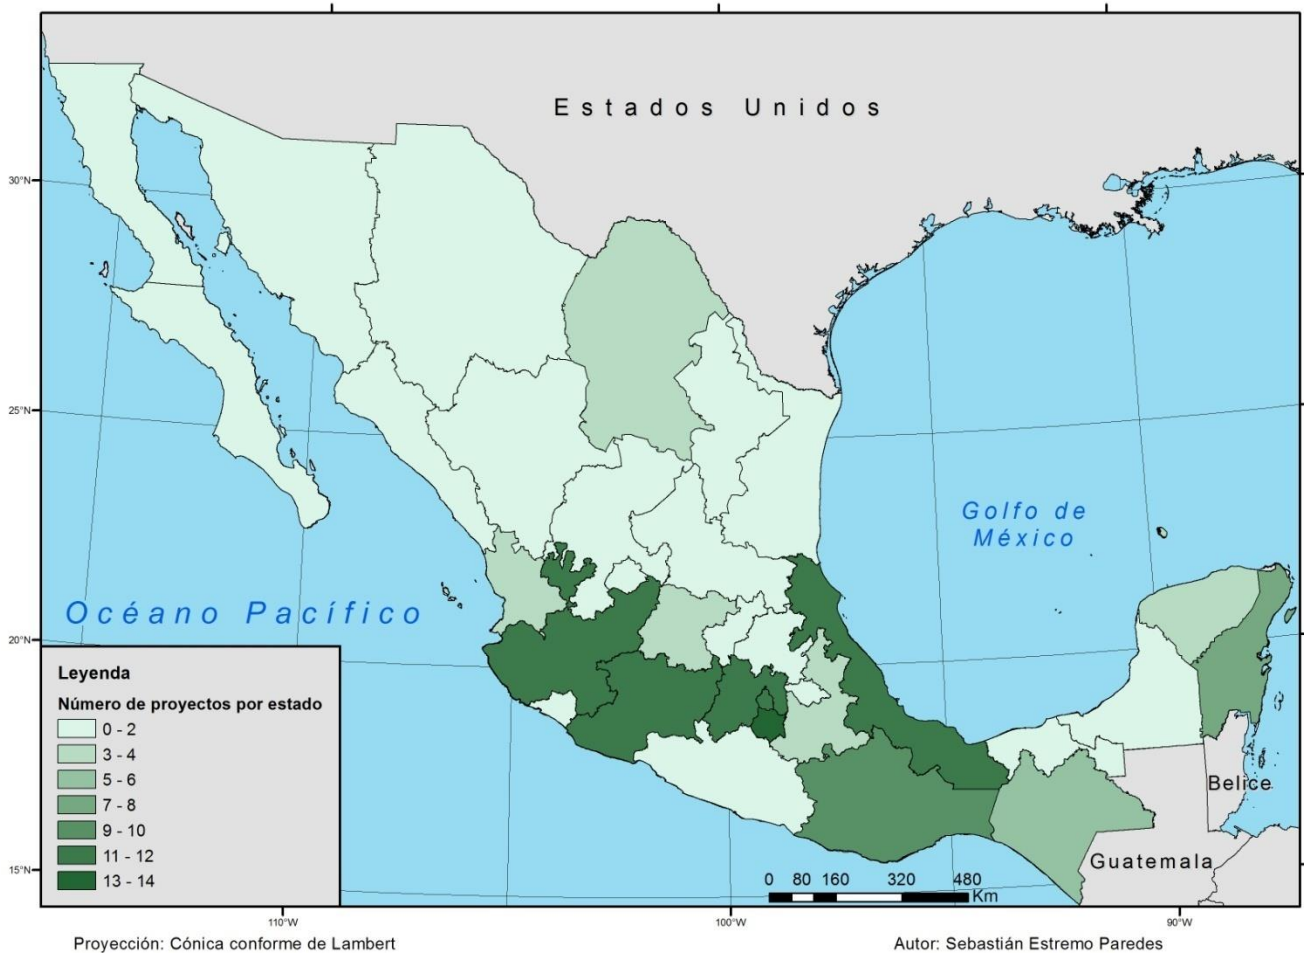 Estados Unidos
30°N
25°N
Golfo de
México
Océano Pacífico
20°N
Leyenda
Número de proyectos por estado
0 - 2
3 - 4
5 - 6
7 - 8
9 - 10
11 - 12
13 - 14
Belice
Guatemala
15°N
0 80 160 320 480
Km
110°W
100°W
90°W
Proyección: Cónica conforme de Lambert
Autor: Sebastián Estremo Paredes